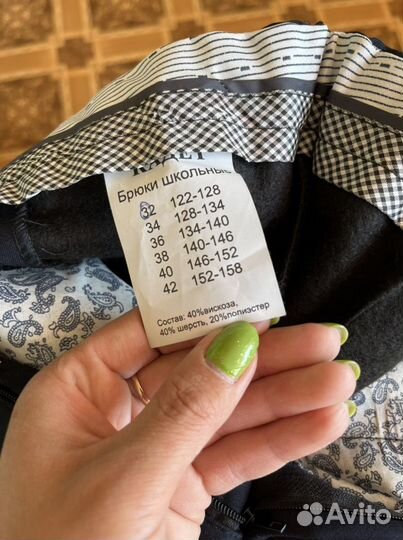 КАДЕТ
Брюки школьные
32 122-128
34 128-134
36 134-140
38 140-146
40 146-152
42 152-158
Состав: 40%вискоза,
40% шерсть, 20%полиэстер
Avito